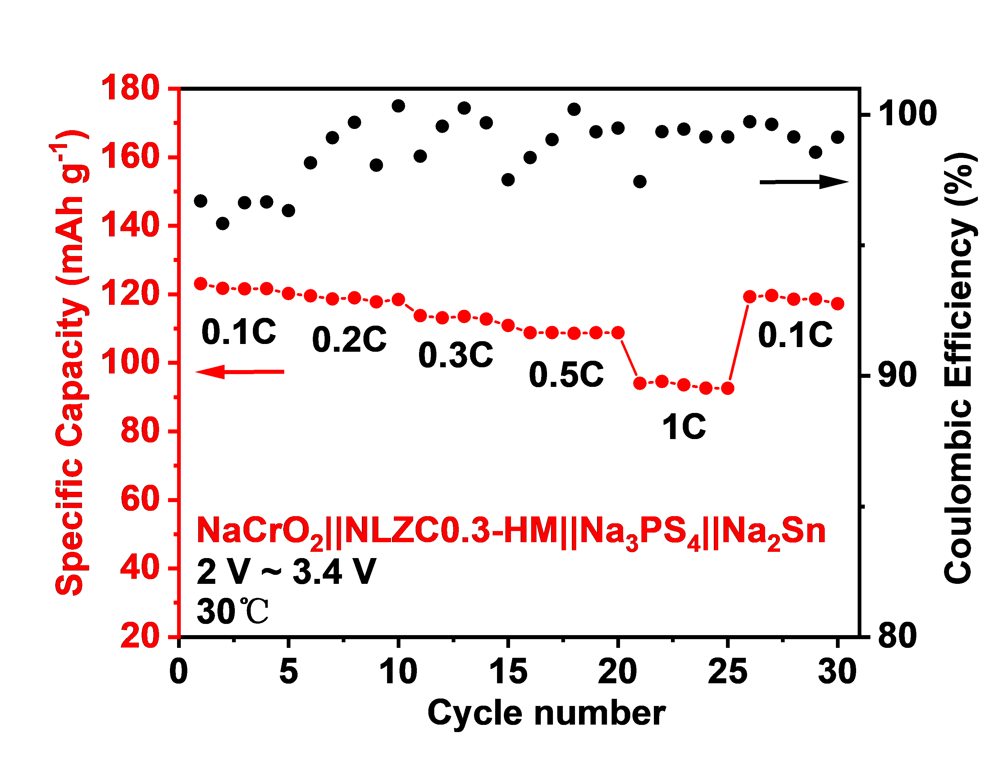 180
160
140
120
100
80
60
40
20
Specific Capacity (mAh g⁻¹)
100
90
80
Coulombic Efficiency (%)
0.1C
0.2C
0.3C
0.5C
1C
0.1C
NaCrO₂||NLZC0.3-HM||Na₃PS₄||Na₂Sn
2 V ~ 3.4 V
30℃
0 5 10 15 20 25 30
Cycle number